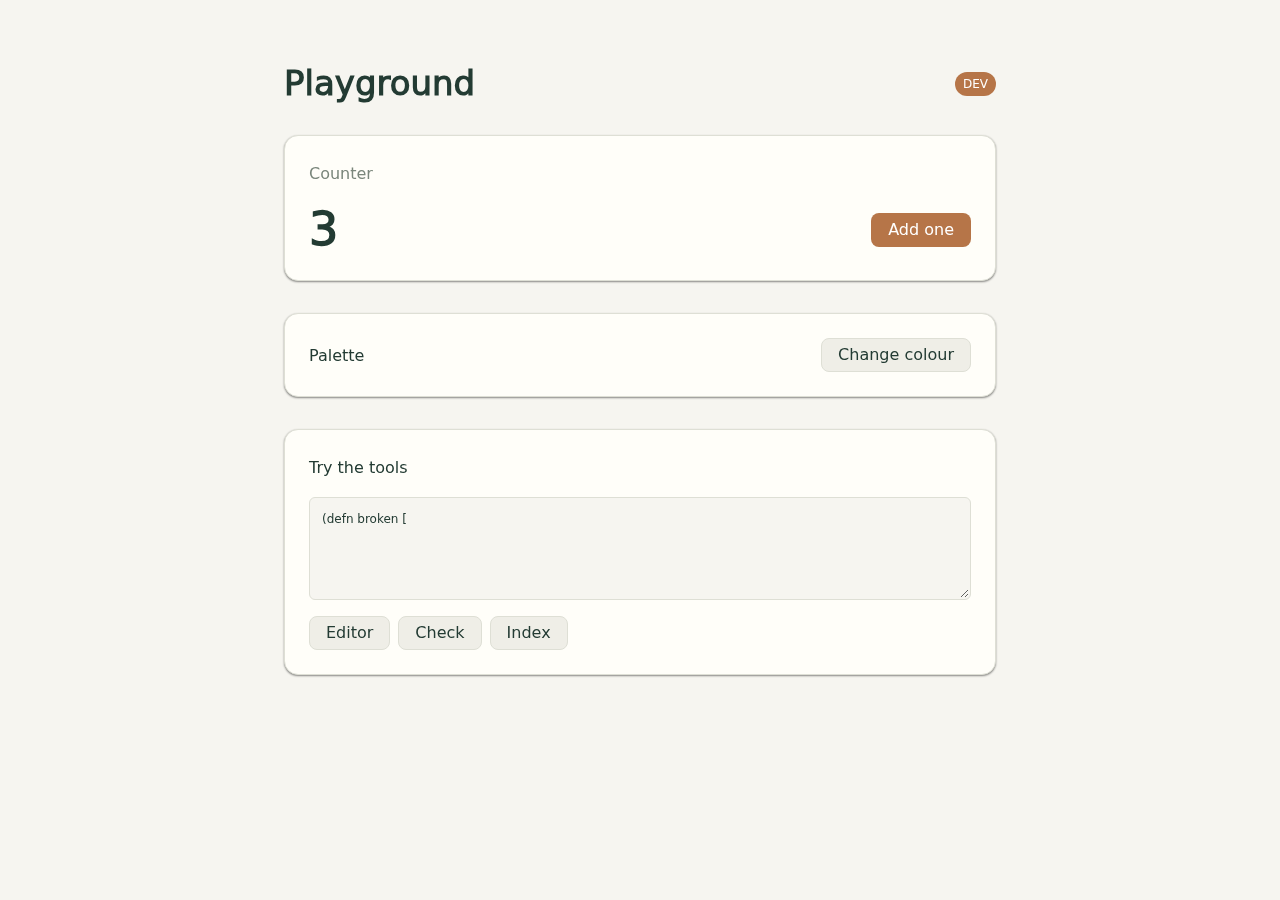 Playground
DEV
Counter
3
Add one
Palette
Change colour
Try the tools
(defn broken [
Editor
Check
Index